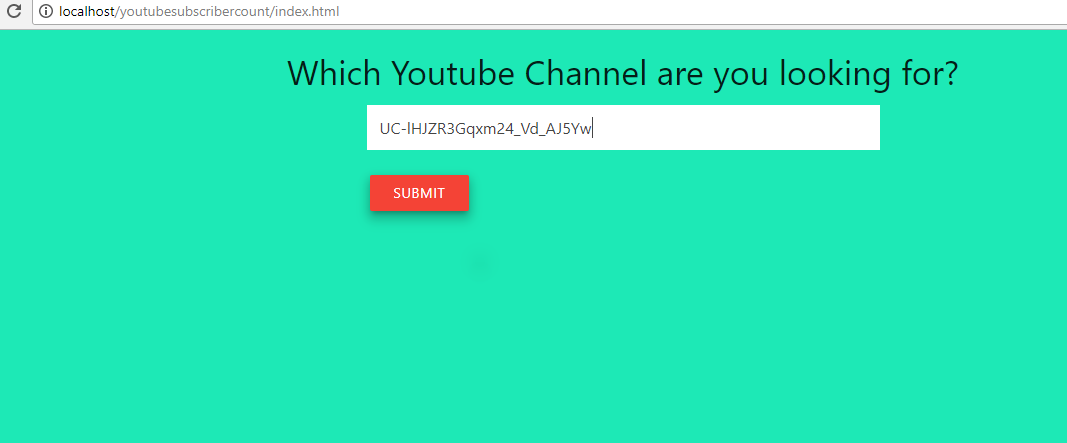 localhost/youtubesubscribercount/index.html
Which Youtube Channel are you looking for?
UC-lHJZR3Gqxm24_Vd_AJ5Yw
SUBMIT